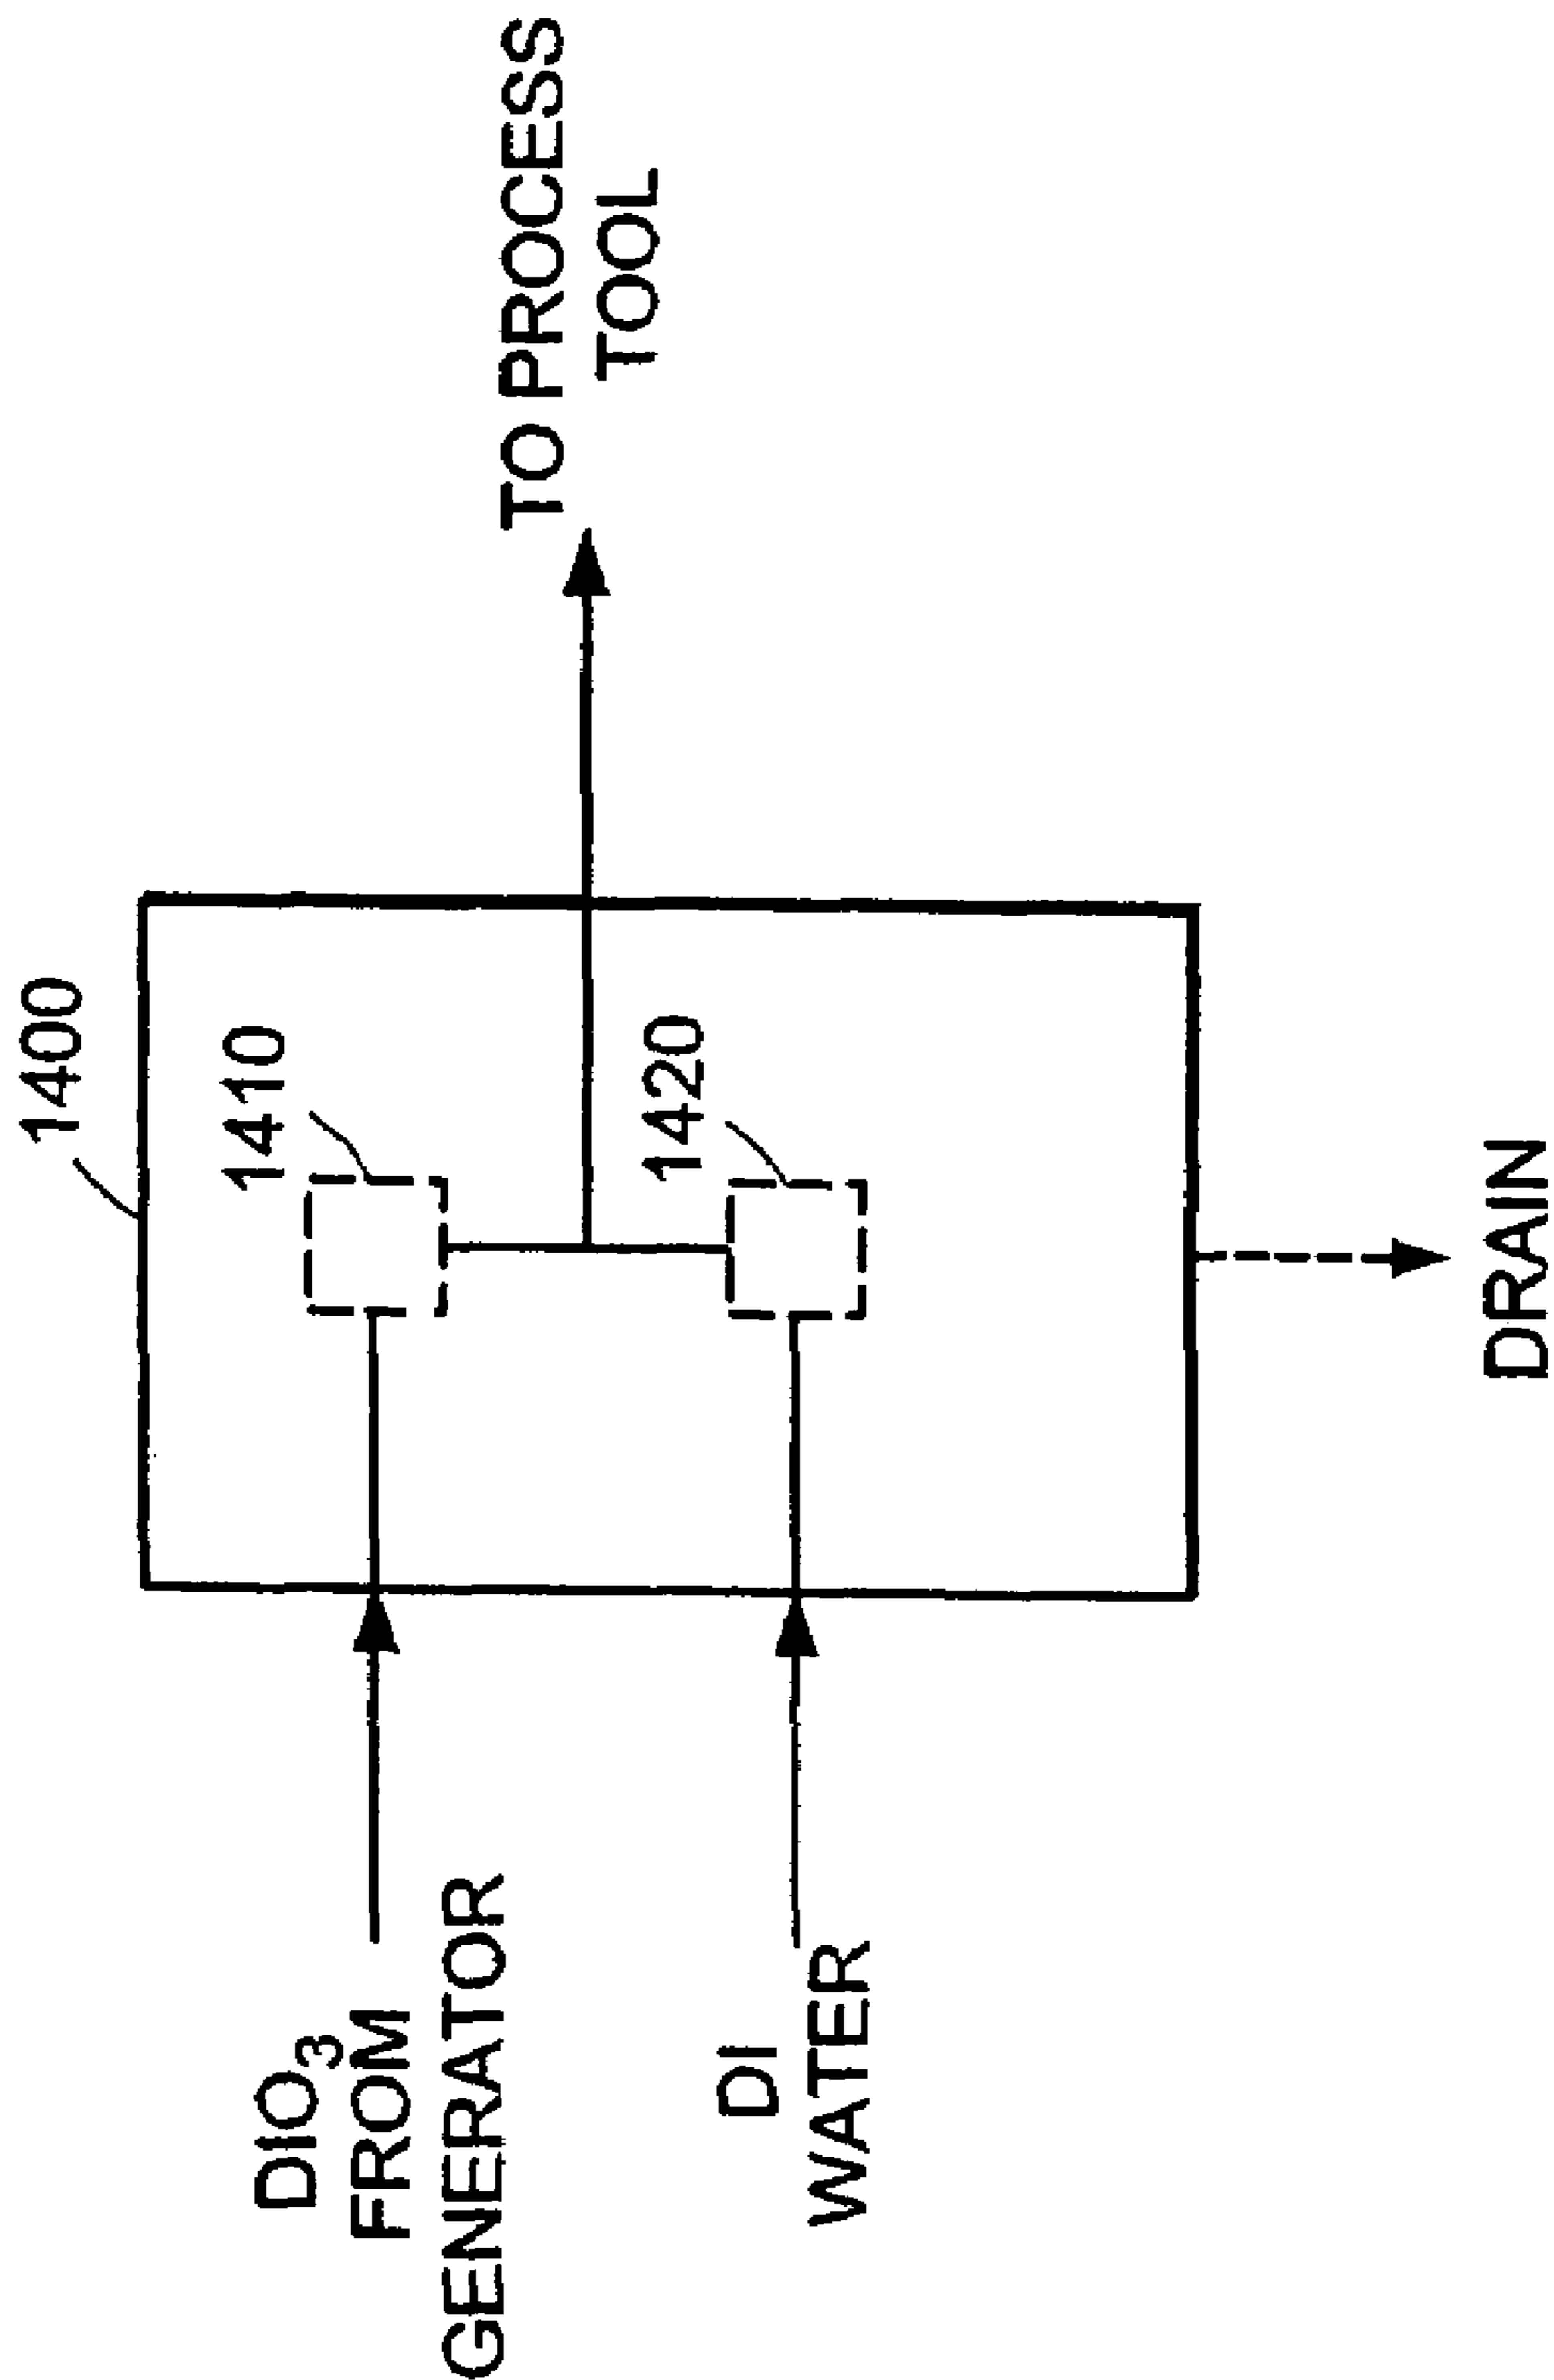 1400
1410
1420
DIO₃
FROM
GENERATOR
DI
WATER
TO PROCESS
TOOL
DRAIN